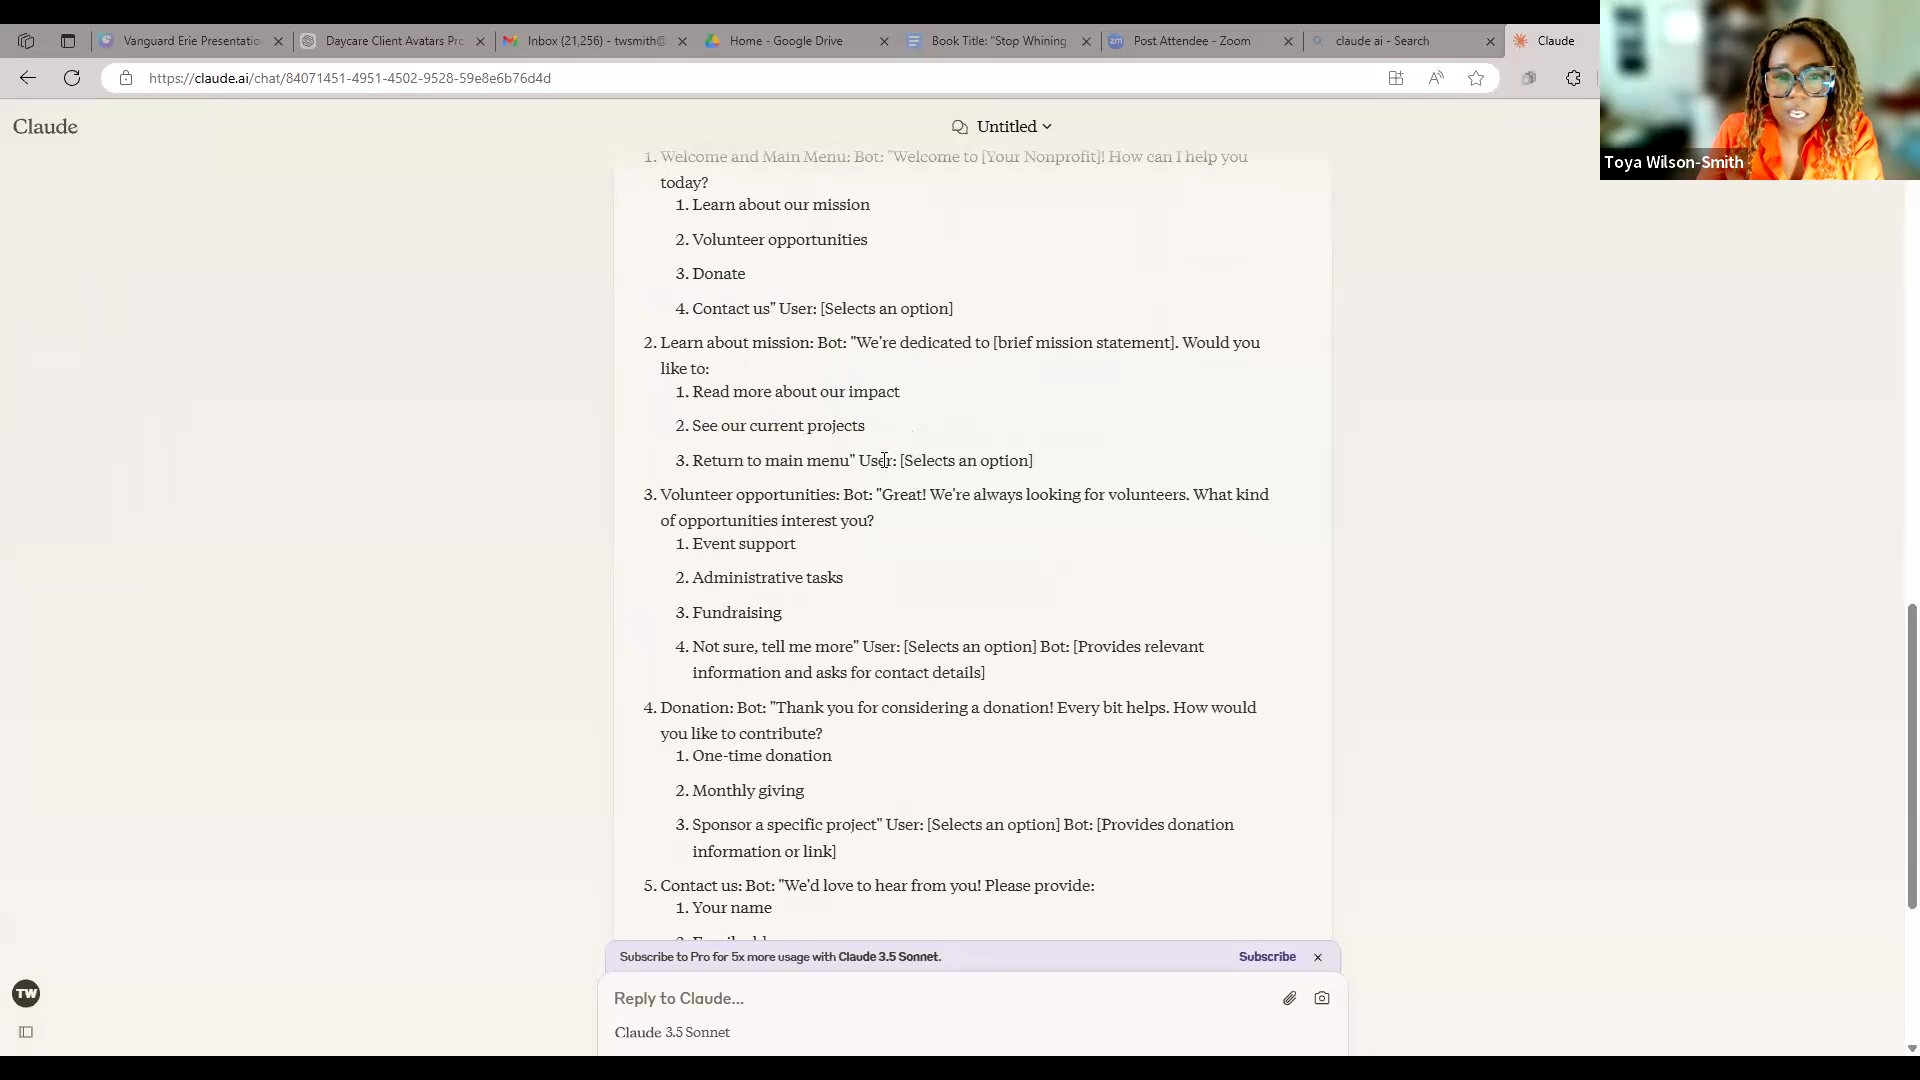 Vanguard Erie Presentatio
Daycare Client Avatars Pro
Inbox (21,256) - twsmith@
Home - Google Drive
Book Title: "Stop Whining
Post Attendee - Zoom
claude ai - Search
Claude
https://claude.ai/chat/84071451-4951-4502-9528-59e8e6b76d4d
Claude
Untitled
Toya Wilson-Smith
1. Welcome and Main Menu: Bot: "Welcome to [Your Nonprofit]! How can I help you
today?
1. Learn about our mission
2. Volunteer opportunities
3. Donate
4. Contact us" User: [Selects an option]
2. Learn about mission: Bot: "We're dedicated to [brief mission statement]. Would you
like to:
1. Read more about our impact
2. See our current projects
3. Return to main menu" User: [Selects an option]
3. Volunteer opportunities: Bot: "Great! We're always looking for volunteers. What kind
of opportunities interest you?
1. Event support
2. Administrative tasks
3. Fundraising
4. Not sure, tell me more" User: [Selects an option] Bot: [Provides relevant
information and asks for contact details]
4. Donation: Bot: "Thank you for considering a donation! Every bit helps. How would
you like to contribute?
1. One-time donation
2. Monthly giving
3. Sponsor a specific project" User: [Selects an option] Bot: [Provides donation
information or link]
5. Contact us: Bot: "We'd love to hear from you! Please provide:
1. Your name
Subscribe to Pro for 5x more usage with Claude 3.5 Sonnet.
Subscribe
TW
Reply to Claude...
Claude 3.5 Sonnet